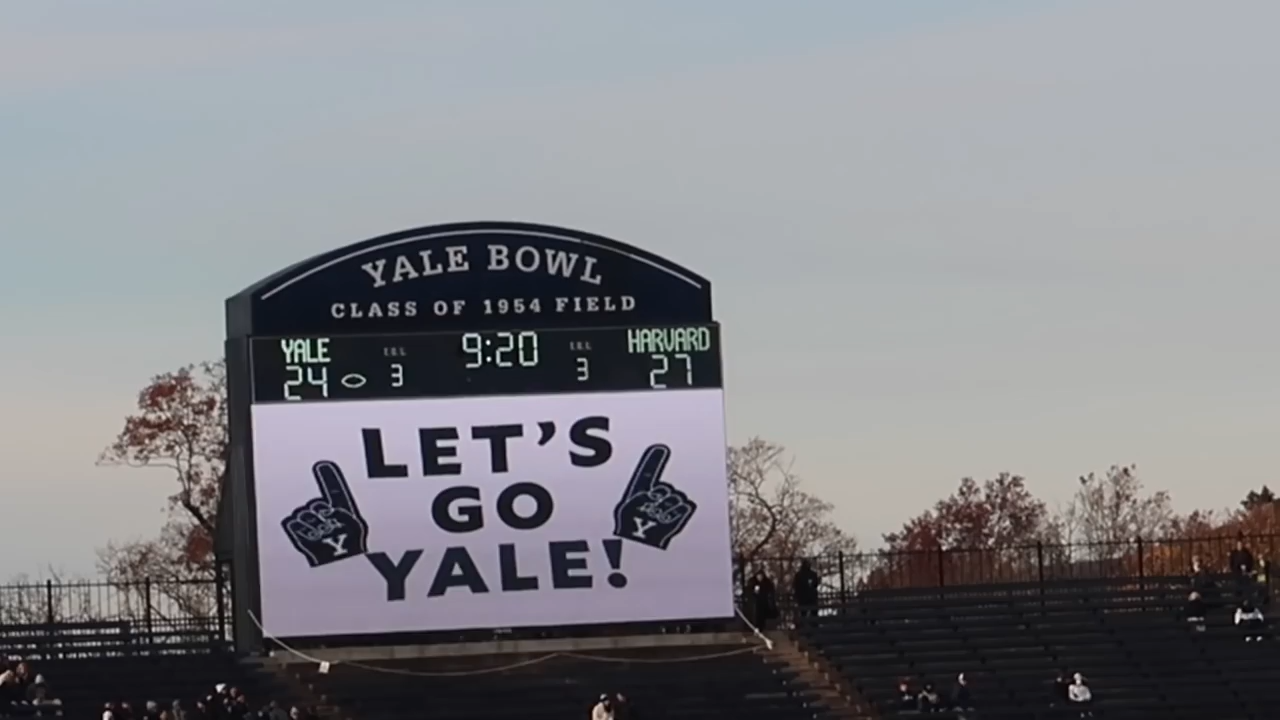 YALE BOWL
CLASS OF 1954 FIELD
YALE 9:20 HARVARD
24 3 3 27
LET'S
GO
YALE!
Y Y